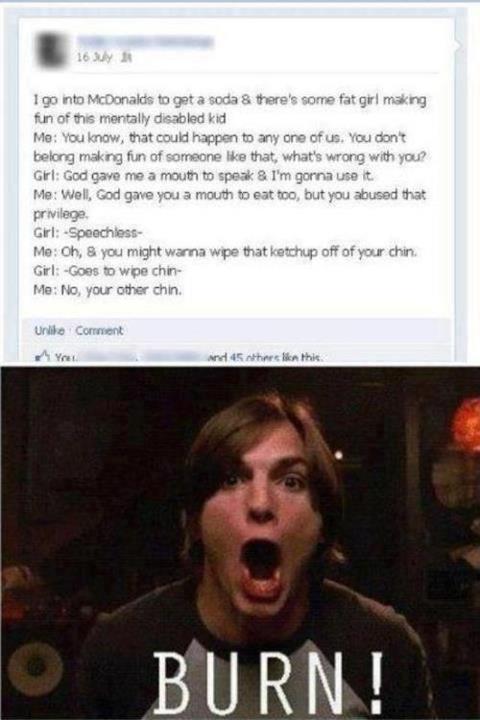 16 July
I go into McDonalds to get a soda & there's some fat girl making
fun of this mentally disabled kid
Me: You know, that could happen to any one of us. You don't
belong making fun of someone like that, what's wrong with you?
Girl: God gave me a mouth to speak & I'm gonna use it.
Me: Well, God gave you a mouth to eat too, but you abused that
privilege.
Girl: -Speechless-
Me: Oh, & you might wanna wipe that ketchup off of your chin.
Girl: -Goes to wipe chin-
Me: No, your other chin.
Unlike · Comment
You, and 45 others like this.
BURN!